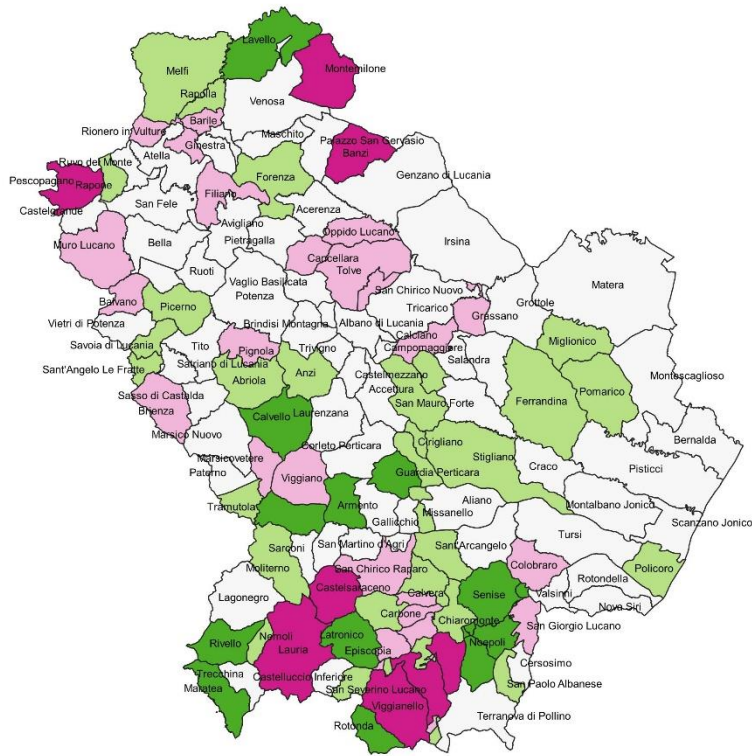 Lavello
Montemilone
Melfi
Rapolla
Venosa
Barile
Rionero in Vulture
Maschito
Palazzo San Gervasio
Ginestra
Banzi
Atella
Ruvo del Monte
Genzano di Lucania
Forenza
Pescopagano
Rapone
Filiano
San Fele
Acerenza
Castelgrande
Avigliano
Oppido Lucano
Pietragalla
Irsina
Muro Lucano
Bella
Cancellara
Tolve
Ruoti
Vaglio Basilicata
Matera
San Chirico Nuovo
Potenza
Balvano
Grottole
Picerno
Tricarico
Grassano
Vietri di Potenza
Brindisi Montagna
Albano di Lucania
Calciano
Miglionico
Savoia di Lucania
Tito
Pignola
Campomaggiore
Trivigno
Salandra
Satriano di Lucania
Sant'Angelo Le Fratte
Abriola
Anzi
Castelmezzano
Montescaglioso
Accettura
Pomarico
Sasso di Castalda
San Mauro Forte
Ferrandina
Brienza
Calvello
Laurenzana
Marsico Nuovo
Bernalda
Cirigliano
Corleto Perticara
Stigliano
Marsicovetere
Craco
Pisticci
Paterno
Guardia Perticara
Viggiano
Aliano
Tramutola
Armento
Missanello
Montalbano Jonico
Gallicchio
Scanzano Jonico
Tursi
Sarconi
San Martino d'Agri
Sant'Arcangelo
Colobraro
Policoro
Moliterno
San Chirico Raparo
Rotondella
Castelsaraceno
Calvera
Senise
Valsinni
Lagonegro
Nova Siri
Carbone
Chiaromonte
San Giorgio Lucano
Nemoli
Latronico
Rivello
Lauria
Episcopia
Noepoli
Cersosimo
Trecchina
Castelluccio Inferiore
San Paolo Albanese
Maratea
San Severino Lucano
Viggianello
Terranova di Pollino
Rotonda